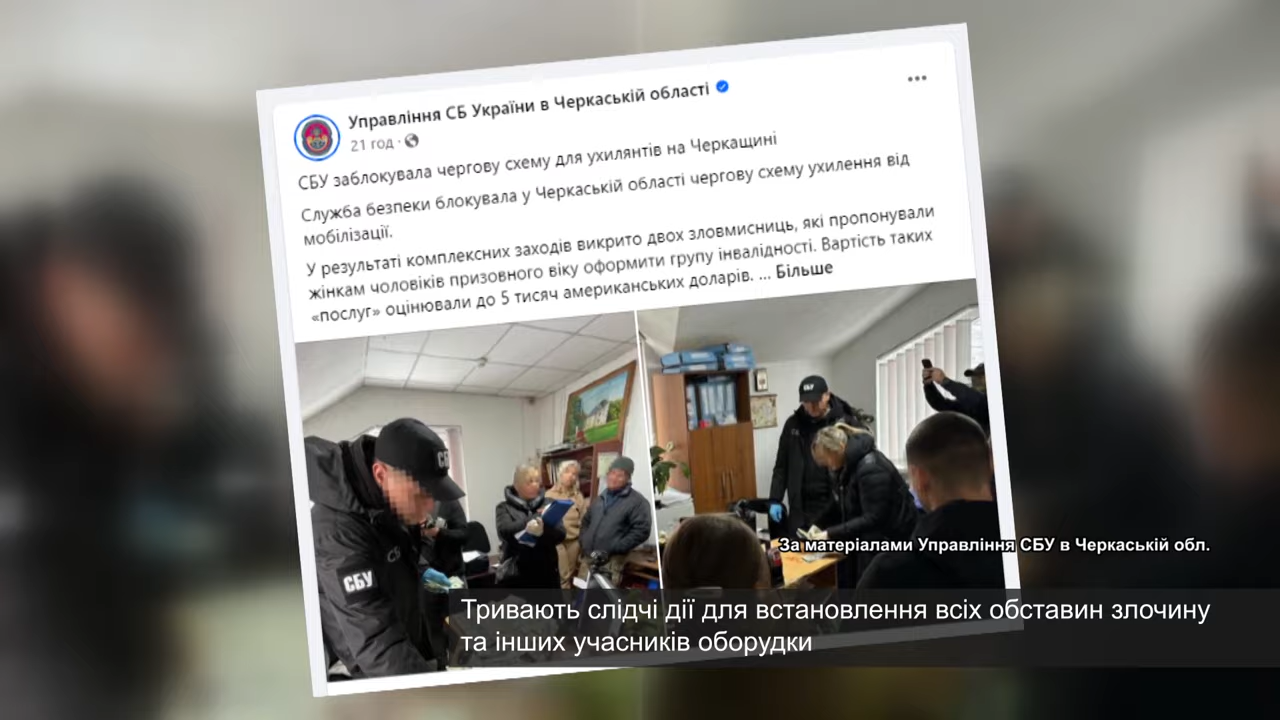 Управління СБ України в Черкаській області
21 год ·
СБУ заблокувала чергову схему для ухилянтів на Черкащині
Служба безпеки блокувала у Черкаській області чергову схему ухилення від
мобілізації.
У результаті комплексних заходів викрито двох зловмисниць, які пропонували
жінкам чоловіків призовного віку оформити групу інвалідності. Вартість таких
«послуг» оцінювали до 5 тисяч американських доларів. ... Більше
СБУ
СБУ
СБУ
За матеріалами Управління СБУ в Черкаській обл.
Тривають слідчі дії для встановлення всіх обставин злочину
та інших учасників оборудки